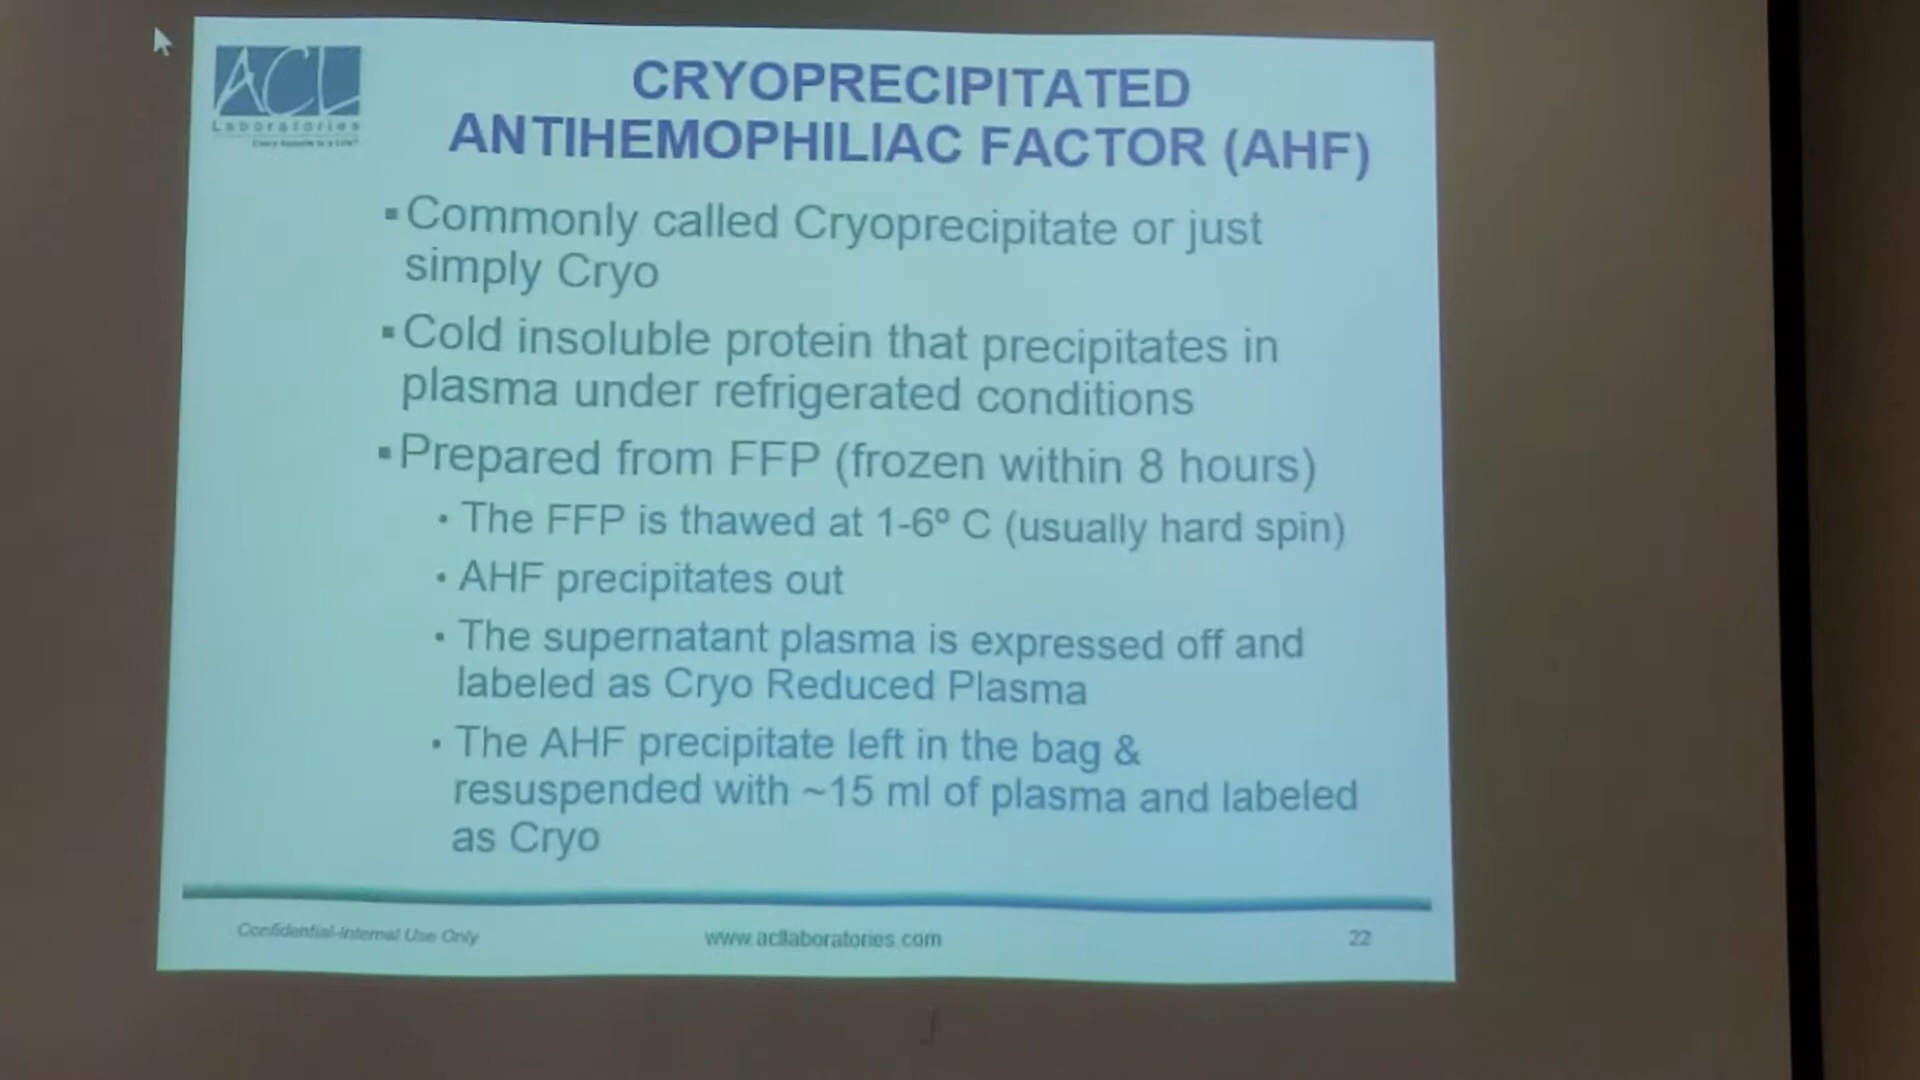 ACL
Laboratories
CRYOPRECIPITATED
ANTIHEMOPHILIAC FACTOR (AHF)
▪Commonly called Cryoprecipitate or just
simply Cryo
▪Cold insoluble protein that precipitates in
plasma under refrigerated conditions
▪Prepared from FFP (frozen within 8 hours)
• The FFP is thawed at 1-6º C (usually hard spin)
• AHF precipitates out
• The supernatant plasma is expressed off and
labeled as Cryo Reduced Plasma
• The AHF precipitate left in the bag &
resuspended with ~15 ml of plasma and labeled
as Cryo
Confidential-Internal Use Only
www.acllaboratories.com
22